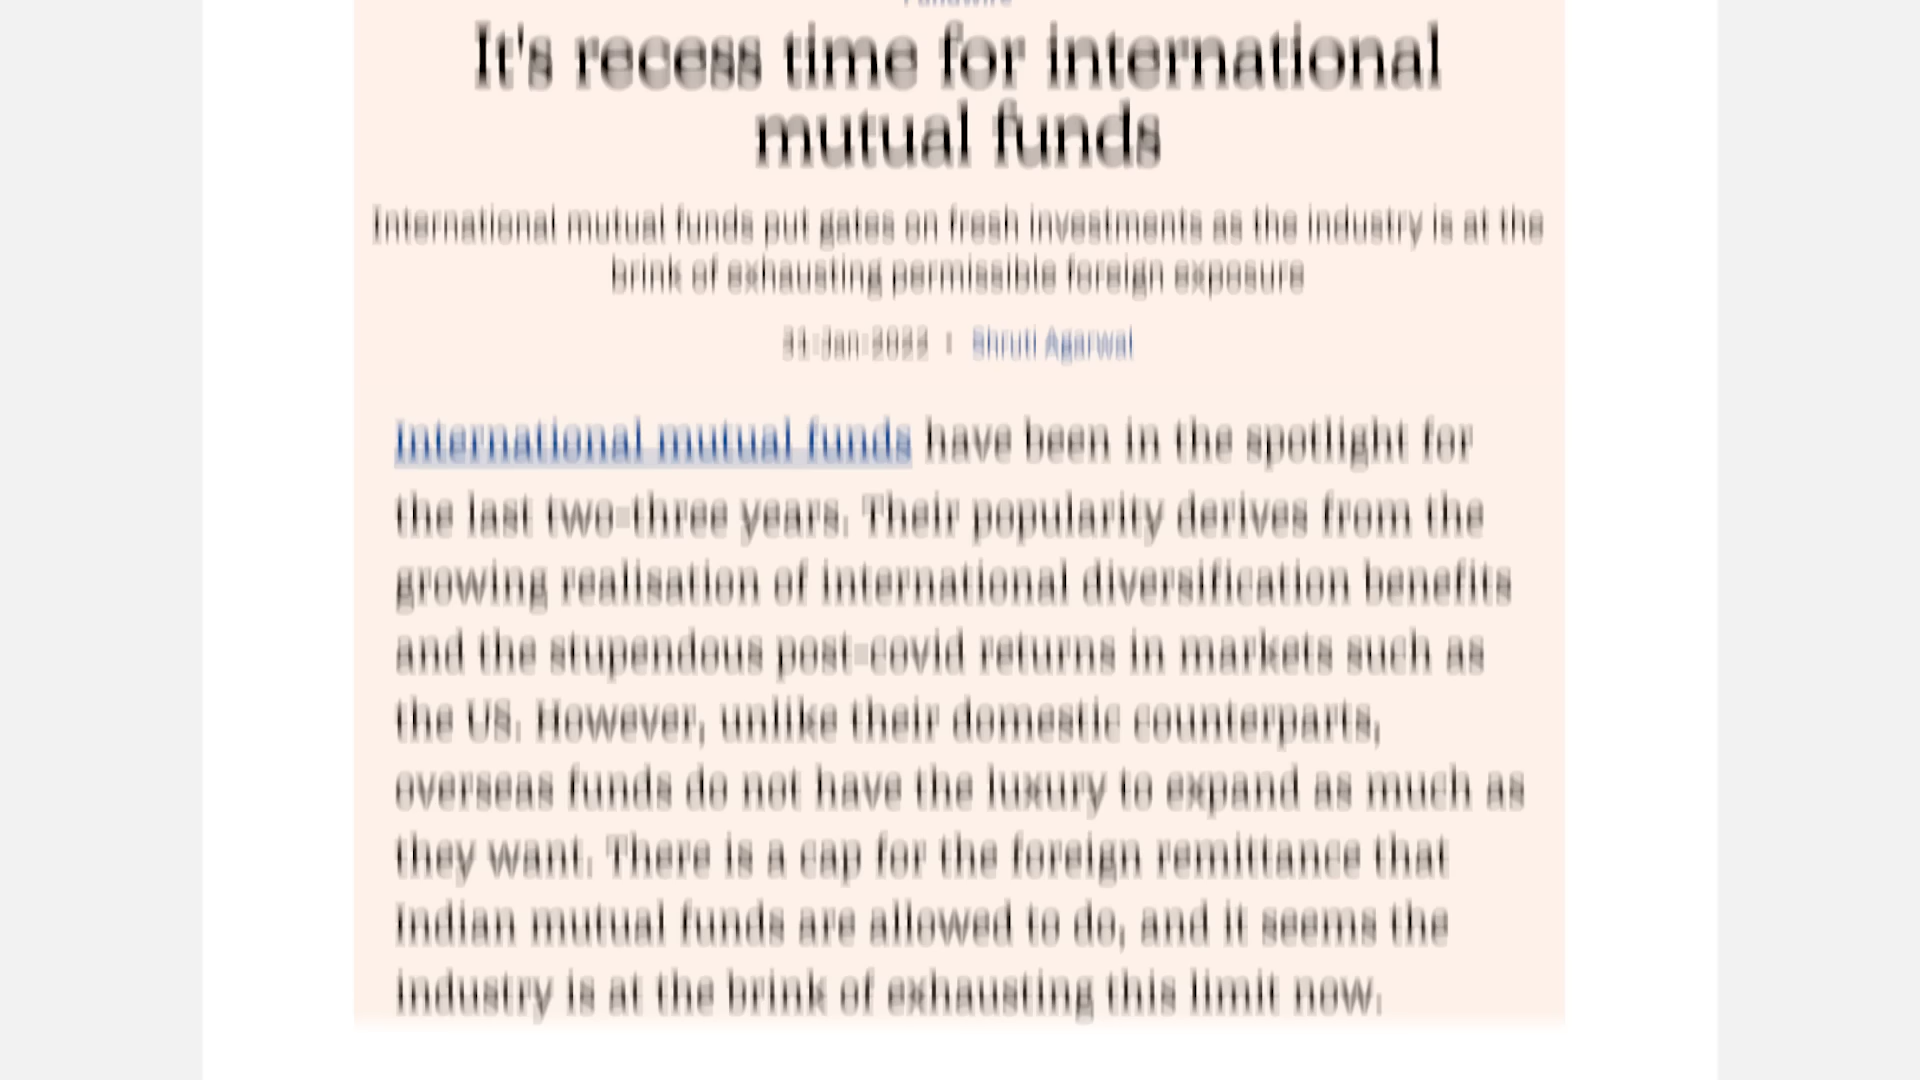 It's recess time for international
mutual funds
International mutual funds put gates on fresh investments as the industry is at the
brink of exhausting permissible foreign exposure
31-Jan-2022 | Shruti Agarwal
International mutual funds have been in the spotlight for
the last two-three years. Their popularity derives from the
growing realisation of international diversification benefits
and the stupendous post-covid returns in markets such as
the US. However, unlike their domestic counterparts,
overseas funds do not have the luxury to expand as much as
they want. There is a cap for the foreign remittance that
Indian mutual funds are allowed to do, and it seems the
industry is at the brink of exhausting this limit now.